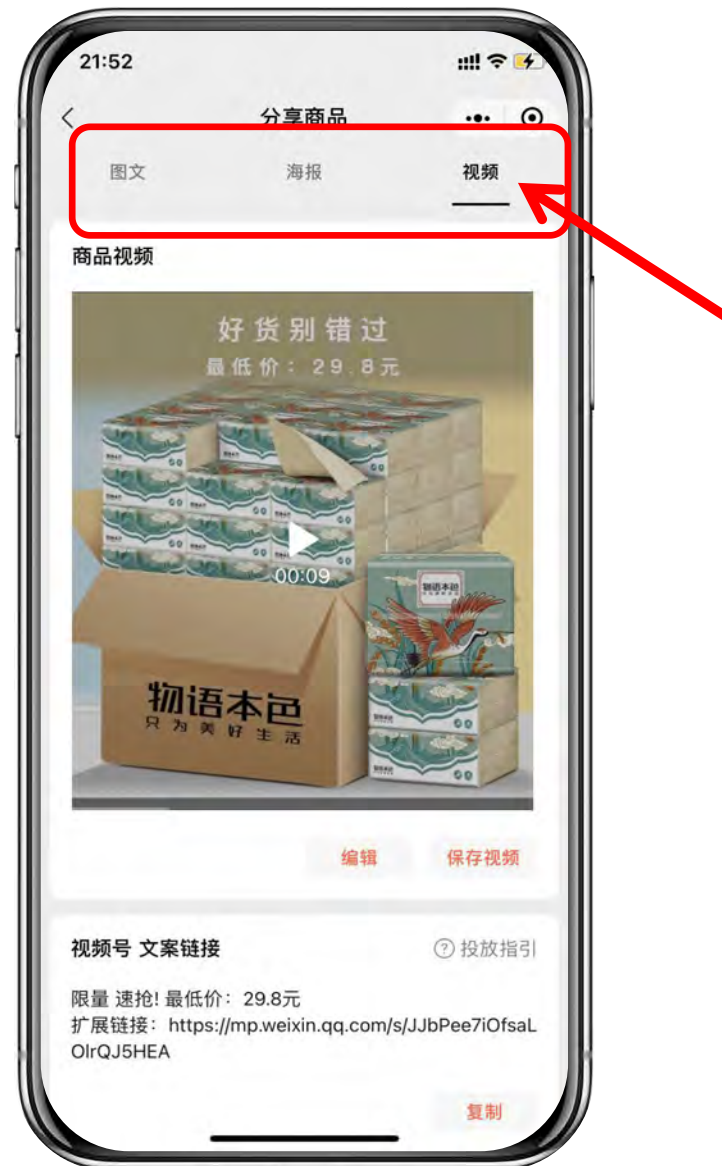 21:52
分享商品
图文 海报 视频
商品视频
好货别错过
最低价：29.8元
00:09
物语本色
物语本色
只为美好生活
编辑 保存视频
视频号 文案链接 ? 投放指引
限量 速抢! 最低价：29.8元
扩展链接：https://mp.weixin.qq.com/s/JJbPee7iOfsaL
OlrQJ5HEA
复制